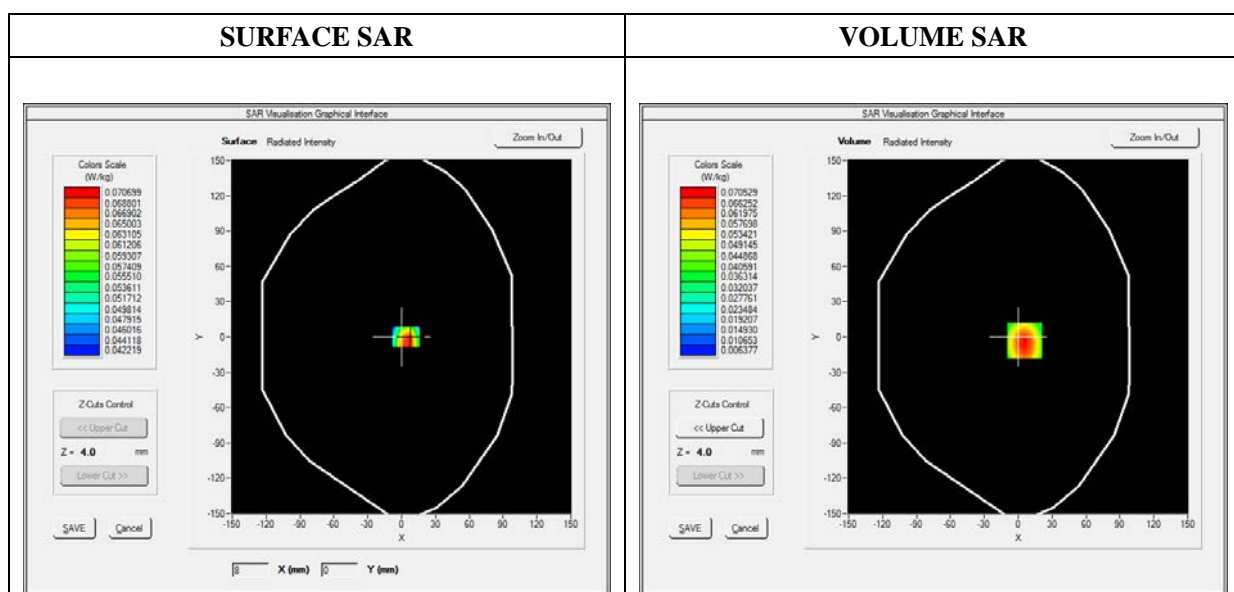 SURFACE SAR
VOLUME SAR
SAR Visualisation Graphical Interface
Surface Radiated Intensity
Zoom In/Out
Colors Scale
(W/kg)
0.070699
0.068801
0.066902
0.065003
0.063105
0.061206
0.059307
0.057409
0.055510
0.053611
0.051712
0.049814
0.047915
0.046016
0.044118
0.042219
Z-Cuts Control
<< Upper Cut
Z = 4.0 mm
Lower Cut >>
SAVE Cancel
150
120
90
60
30
0
-30
-60
-90
-120
-150
Y
-150 -120 -90 -60 -30 0 30 60 90 120 150
X
8 X (mm) 0 Y (mm)
SAR Visualisation Graphical Interface
Volume Radiated Intensity
Zoom In/Out
Colors Scale
(W/kg)
0.070529
0.066252
0.061975
0.057698
0.053421
0.049145
0.044868
0.040591
0.036314
0.032037
0.027761
0.023484
0.019207
0.014930
0.010653
0.006377
Z-Cuts Control
<< Upper Cut
Z = 4.0 mm
Lower Cut >>
SAVE Cancel
150
120
90
60
30
0
-30
-60
-90
-120
-150
Y
-150 -120 -90 -60 -30 0 30 60 90 120 150
X